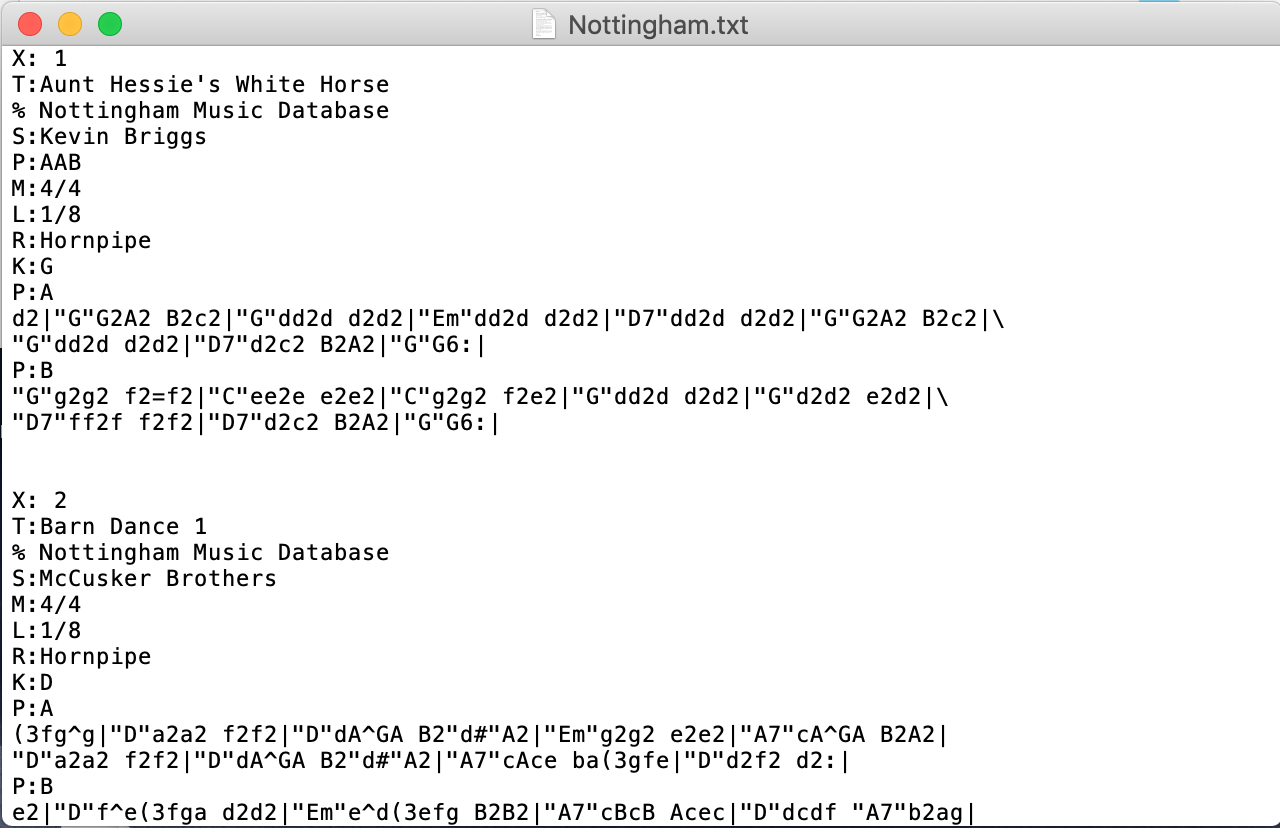 Nottingham.txt
X: 1
T:Aunt Hessie's White Horse
% Nottingham Music Database
S:Kevin Briggs
P:AAB
M:4/4
L:1/8
R:Hornpipe
K:G
P:A
d2|"G"G2A2 B2c2|"G"dd2d d2d2|"Em"dd2d d2d2|"D7"dd2d d2d2|"G"G2A2 B2c2|\
"G"dd2d d2d2|"D7"d2c2 B2A2|"G"G6:|
P:B
"G"g2g2 f2=f2|"C"ee2e e2e2|"C"g2g2 f2e2|"G"dd2d d2d2|"G"d2d2 e2d2|\
"D7"ff2f f2f2|"D7"d2c2 B2A2|"G"G6:|
X: 2
T:Barn Dance 1
% Nottingham Music Database
S:McCusker Brothers
M:4/4
L:1/8
R:Hornpipe
K:D
P:A
(3fg^g|"D"a2a2 f2f2|"D"dA^GA B2"d#"A2|"Em"g2g2 e2e2|"A7"cA^GA B2A2|
"D"a2a2 f2f2|"D"dA^GA B2"d#"A2|"A7"cAce ba(3gfe|"D"d2f2 d2:|
P:B
e2|"D"f^e(3fga d2d2|"Em"e^d(3efg B2B2|"A7"cBcB Acec|"D"dcdf "A7"b2ag|